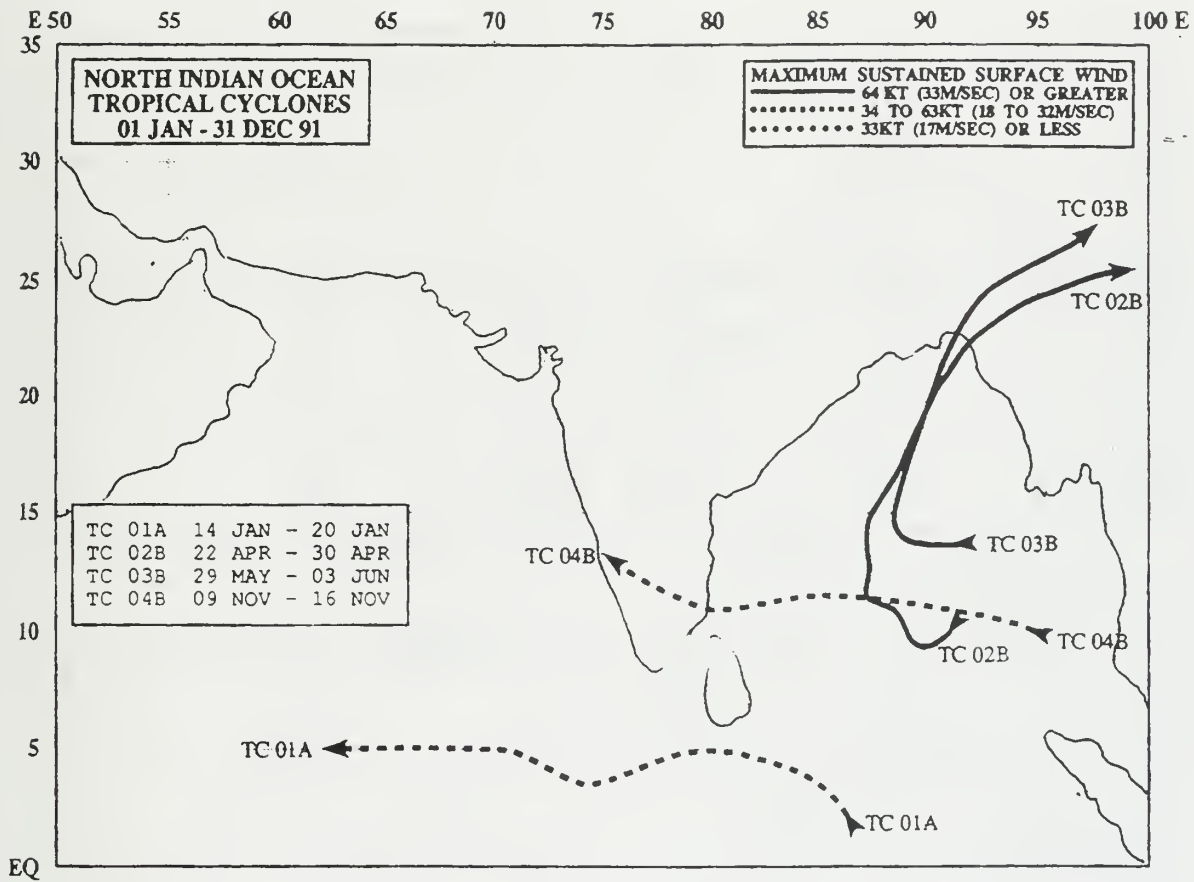 E 50 55 60 65 70 75 80 85 90 95 100 E
35
NORTH INDIAN OCEAN
TROPICAL CYCLONES
01 JAN - 31 DEC 91
MAXIMUM SUSTAINED SURFACE WIND
64 KT (33M/SEC) OR GREATER
34 TO 63KT (18 TO 32M/SEC)
33KT (17M/SEC) OR LESS
30
TC 03B
25
TC 02B
20
15
TC 01A 14 JAN - 20 JAN
TC 02B 22 APR - 30 APR
TC 03B 29 MAY - 03 JUN
TC 04B 09 NOV - 16 NOV
TC 04B
TC 03B
10
TC 04B
TC 02B
5
TC 01A
TC 01A
EQ